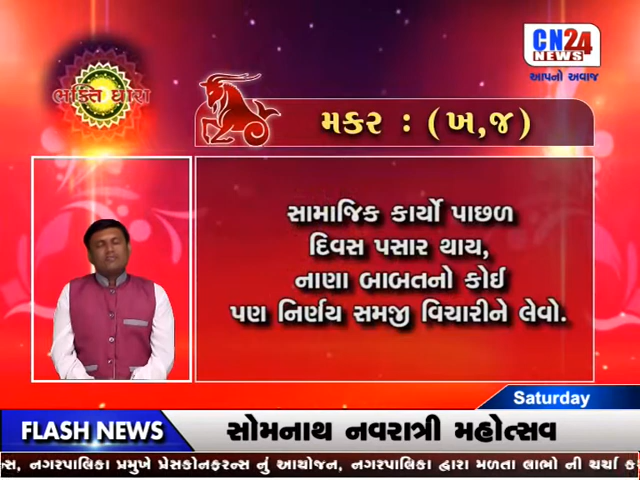 CN24
NEWS
આપનો અવાજ
ભક્તિ ધારા
મકર : (ખ,જ)
સામાજિક કાર્યો પાછળ
દિવસ પસાર થાય,
નાણા બાબતનો કોઈ
પણ નિર્ણય સમજી વિચારીને લેવો.
Saturday
FLASH NEWS
સોમનાથ નવરાત્રી મહોત્સવ
નગરપાલિકા પ્રમુખે પ્રેસકોનફરન્સ નું આયોજન, નગરપાલિકા દ્વારા મળતા લાભો ની ચર્ચા